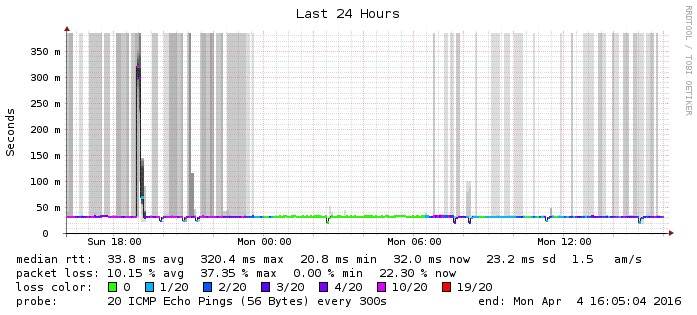 Last 24 Hours
RRDTOOL / TOBI OETIKER
Seconds
350 m
300 m
250 m
200 m
150 m
100 m
50 m
0
Sun 18:00 Mon 00:00 Mon 06:00 Mon 12:00
median rtt: 33.8 ms avg 320.4 ms max 20.8 ms min 32.0 ms now 23.2 ms sd 1.5 am/s
packet loss: 10.15 % avg 37.35 % max 0.00 % min 22.30 % now
loss color: 0 1/20 2/20 3/20 4/20 10/20 19/20
probe: 20 ICMP Echo Pings (56 Bytes) every 300s end: Mon Apr 4 16:05:04 2016